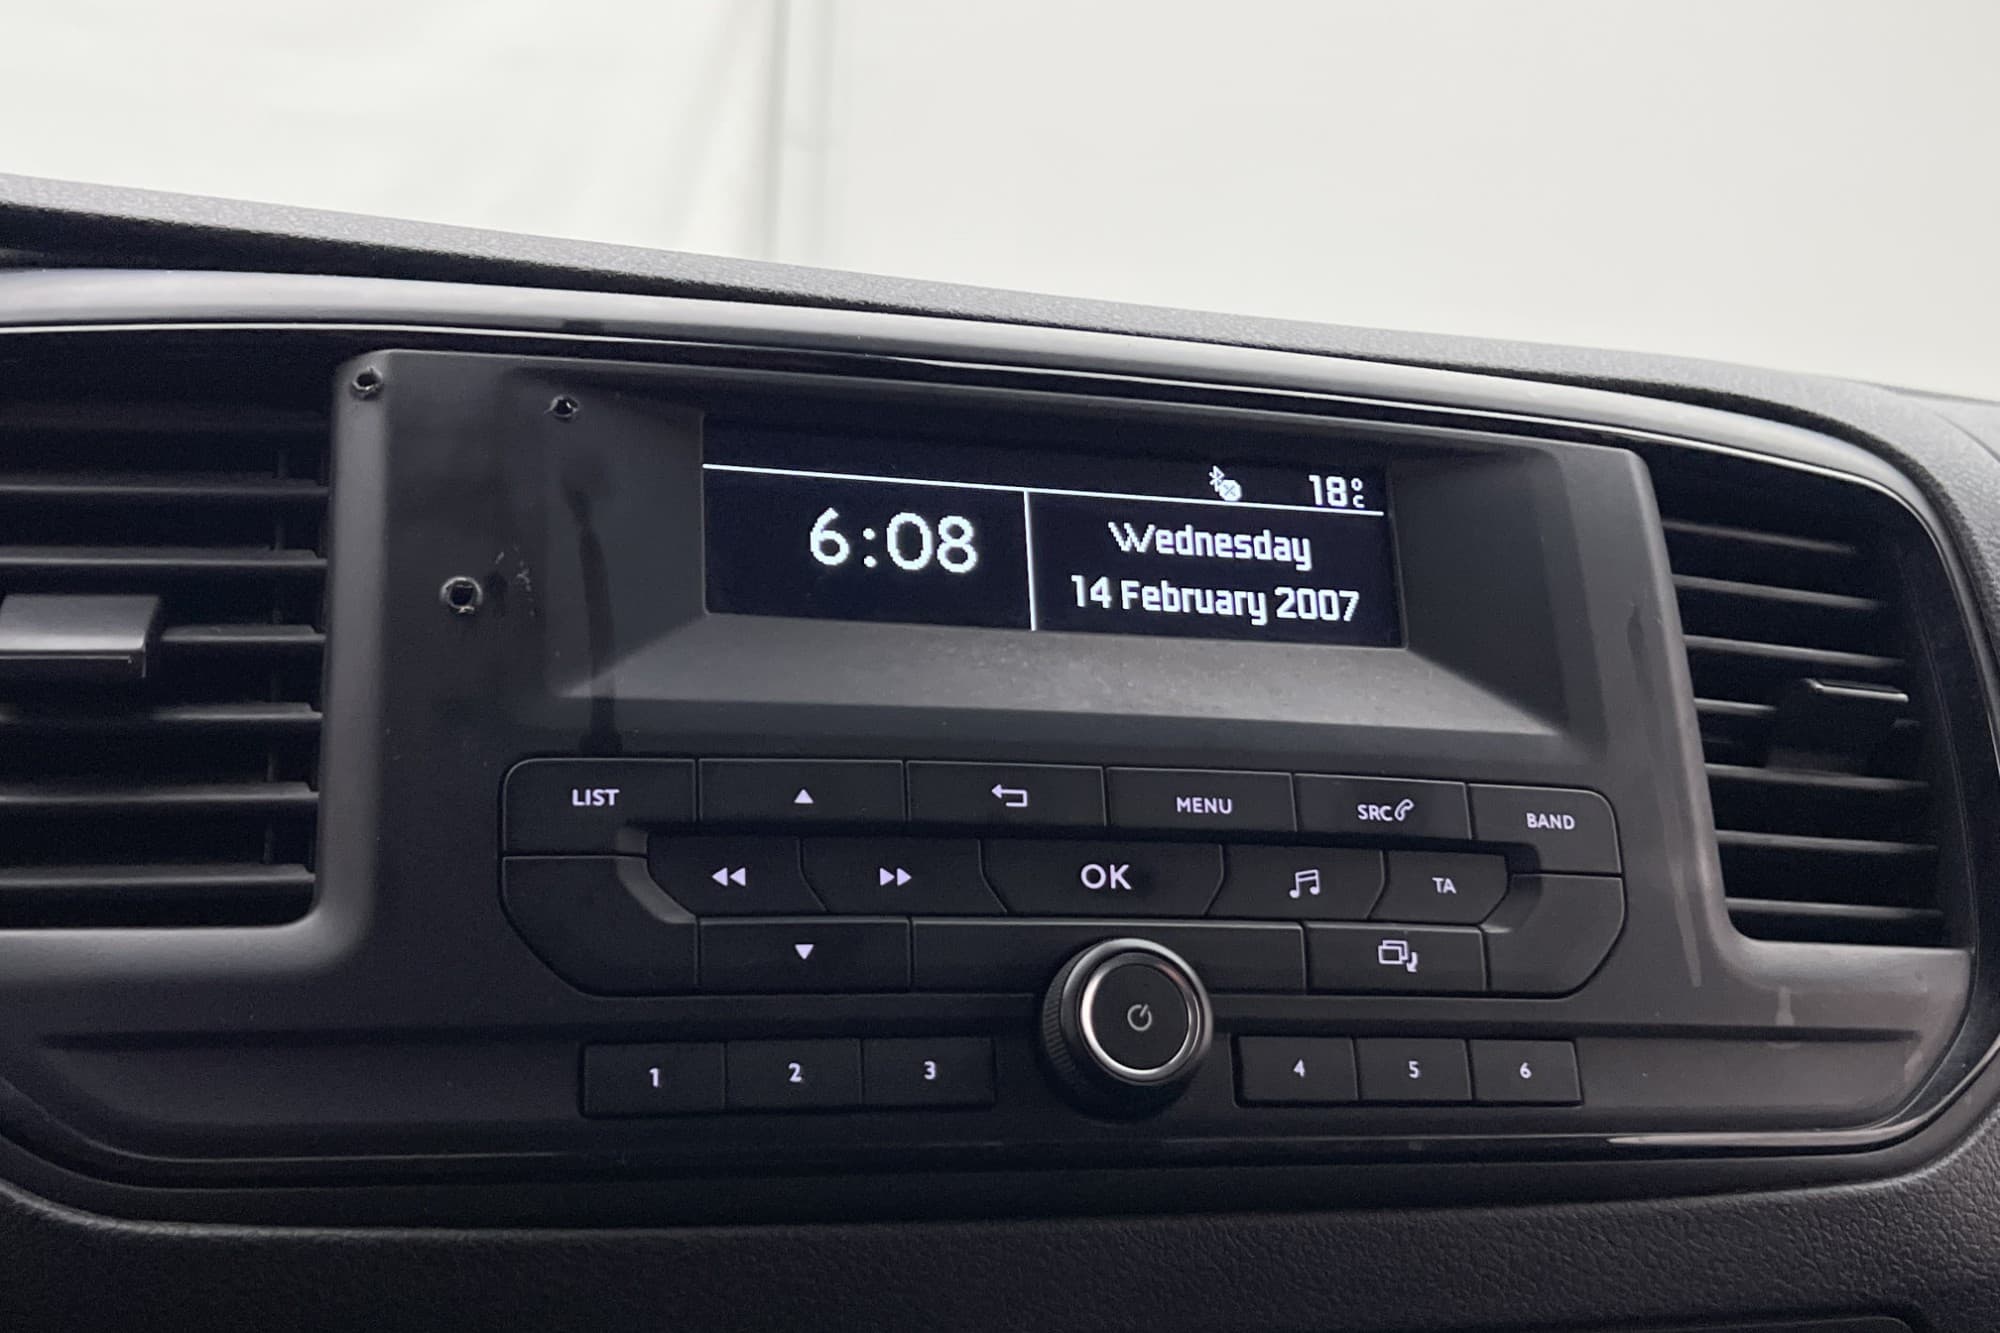 18°C
6:08
Wednesday
14 February 2007
LIST
MENU
SRC
BAND
OK
TA
1
2
3
4
5
6